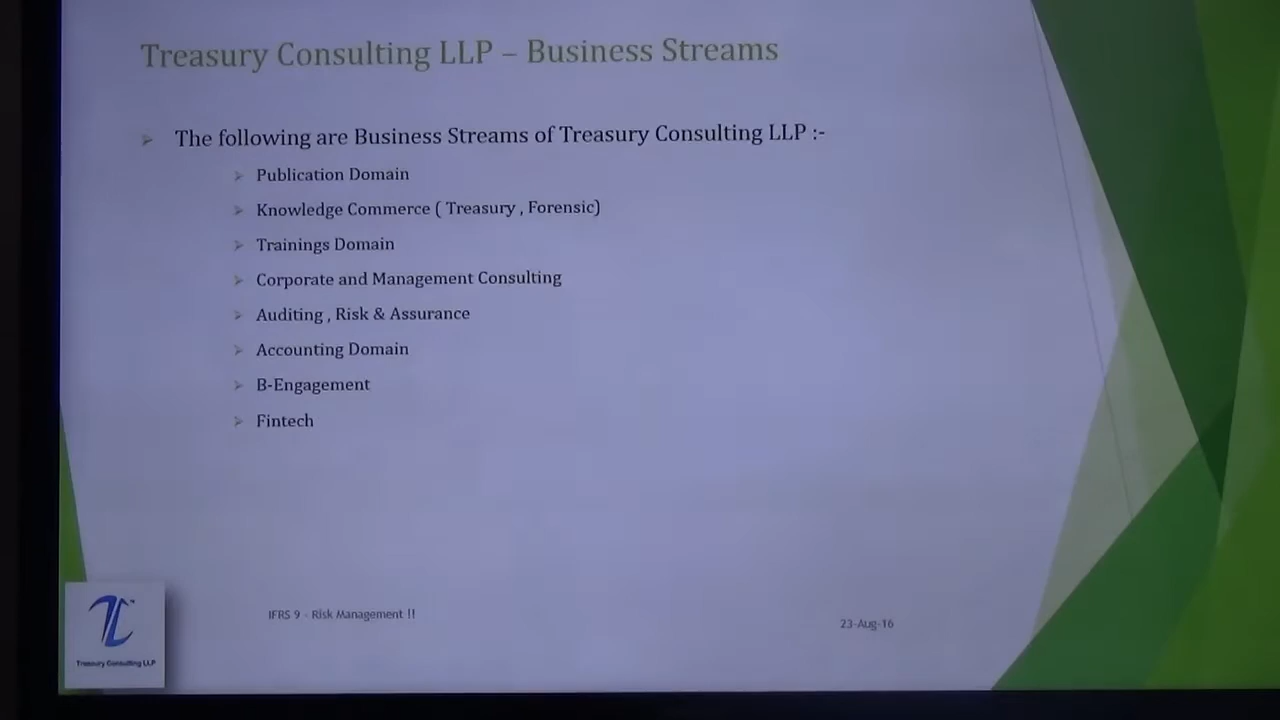 Treasury Consulting LLP – Business Streams
The following are Business Streams of Treasury Consulting LLP :-
Publication Domain
Knowledge Commerce ( Treasury , Forensic)
Trainings Domain
Corporate and Management Consulting
Auditing , Risk & Assurance
Accounting Domain
B-Engagement
Fintech
IFRS 9 - Risk Management !!
23-Aug-16
TC™
Treasury Consulting LLP